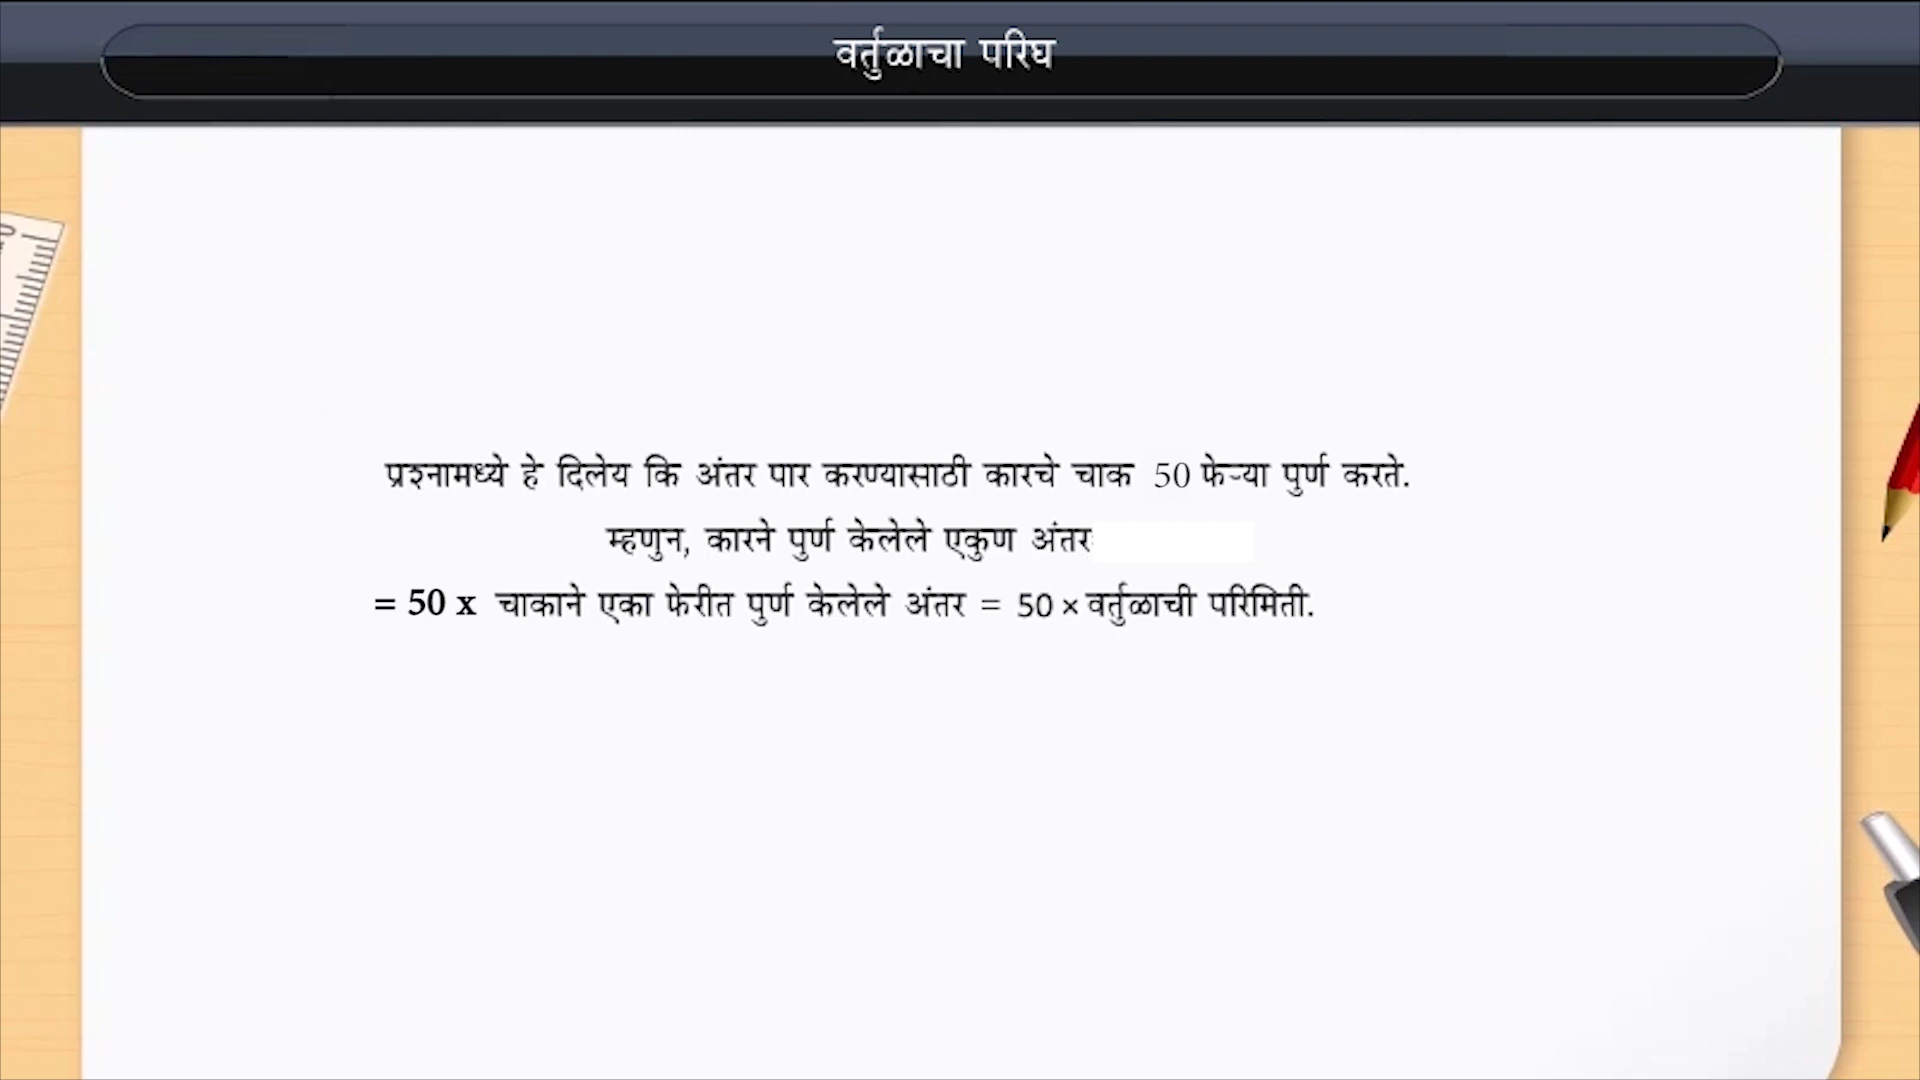 वर्तुळाचा परिघ
प्रश्नामध्ये हे दिलेय कि अंतर पार करण्यासाठी कारचे चाक 50 फेऱ्या पुर्ण करते.
म्हणुन, कारने पुर्ण केलेले एकुण अंतर
= 50 x चाकाने एका फेरीत पुर्ण केलेले अंतर = 50 × वर्तुळाची परिमिती.